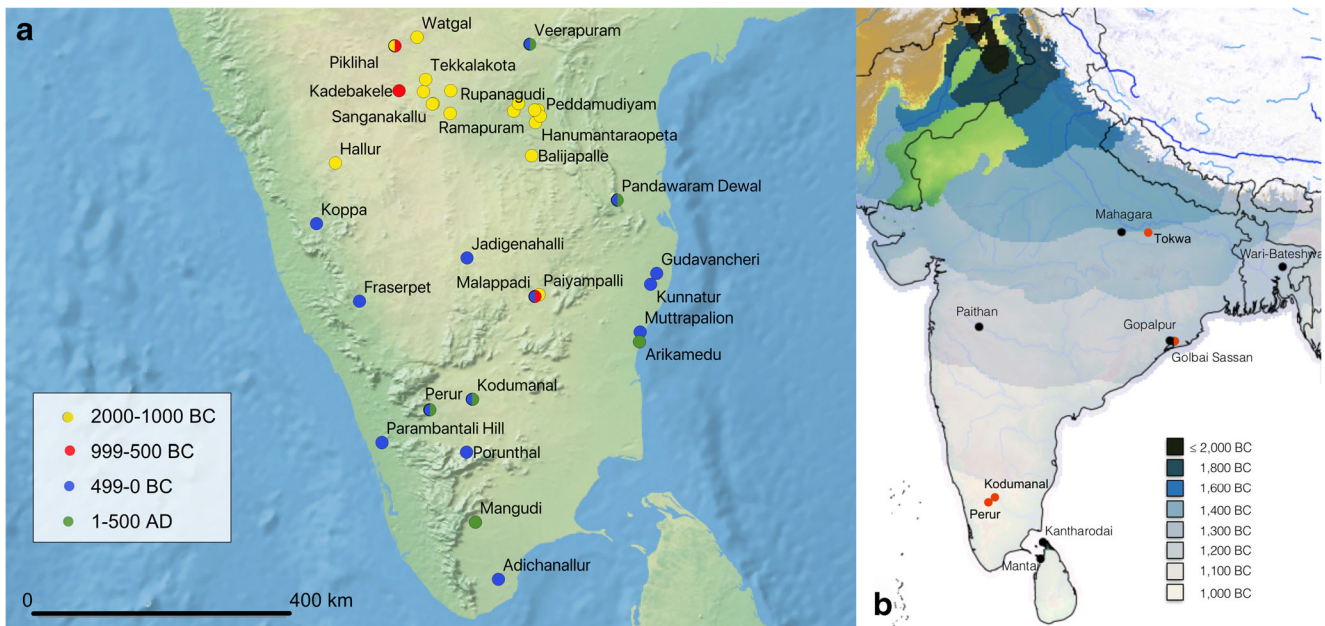 a
Watgal
Veerapuram
Piklihal
Tekkalakota
Kadebakele
Rupanagudi
Peddamudiyam
Sanganakallu
Ramapuram
Hanumantaraopeta
Hallur
Balijapalle
Pandawaram Dewal
Koppa
Jadigenahalli
Gudavancheri
Malappadi
Paiyampalli
Fraserpet
Kunnatur
Muttrapalion
Arikamedu
Perur
Kodumanal
Parambantali Hill
Porunthal
Mangudi
Adichanallur
2000-1000 BC
999-500 BC
499-0 BC
1-500 AD
0
400 km
b
Mahagara
Tokwa
Wari-Bateshwa
Paithan
Gopalpur
Golbai Sassan
Kodumanal
Perur
Kantharodai
Mantai
≤ 2,000 BC
1,800 BC
1,600 BC
1,400 BC
1,300 BC
1,200 BC
1,100 BC
1,000 BC